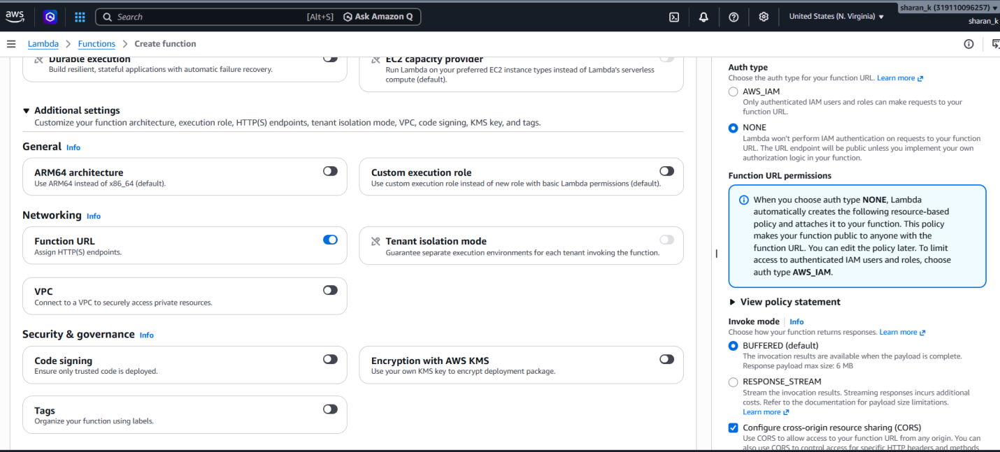 aws
Search
[Alt+S]
Ask Amazon Q
United States (N. Virginia)
sharan_k (319110096257)
sharan_k
Lambda
Functions
Create function
Durable execution
Build resilient, stateful applications with automatic failure recovery.
EC2 capacity provider
Run Lambda on your preferred EC2 instance types instead of Lambda's serverless
compute (default).
Additional settings
Customize your function architecture, execution role, HTTP(S) endpoints, tenant isolation mode, VPC, code signing, KMS key, and tags.
General Info
ARM64 architecture
Use ARM64 instead of x86_64 (default).
Custom execution role
Use custom execution role instead of new role with basic Lambda permissions (default).
Networking Info
Function URL
Assign HTTP(S) endpoints.
Tenant isolation mode
Guarantee separate execution environments for each tenant invoking the function.
VPC
Connect to a VPC to securely access private resources.
Security & governance Info
Code signing
Ensure only trusted code is deployed.
Encryption with AWS KMS
Use your own KMS key to encrypt deployment package.
Tags
Organize your function using labels.
Auth type
Choose the auth type for your function URL. Learn more
AWS_IAM
Only authenticated IAM users and roles can make requests to your
function URL.
NONE
Lambda won't perform IAM authentication on requests to your function
URL. The URL endpoint will be public unless you implement your own
authorization logic in your function.
Function URL permissions
When you choose auth type NONE, Lambda
automatically creates the following resource-based
policy and attaches it to your function. This policy
makes your function public to anyone with the
function URL. You can edit the policy later. To limit
access to authenticated IAM users and roles, choose
auth type AWS_IAM.
View policy statement
Invoke mode Info
Choose how your function returns responses. Learn more
BUFFERED (default)
The invocation results are available when the payload is complete.
Response payload max size: 6 MB
RESPONSE_STREAM
Stream the invocation results. Streaming responses incurs additional
costs. Refer to the documentation for payload size limitations.
Learn more
Configure cross-origin resource sharing (CORS)
Use CORS to allow access to your function URL from any origin. You can
also use CORS to control access for specific HTTP headers and methods